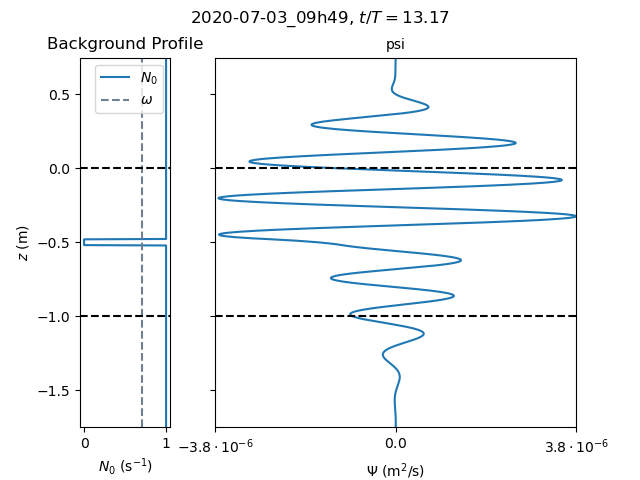 2020-07-03_09h49, t/T = 13.17
Background Profile
psi
N₀
ω
0.5
0.0
−0.5
−1.0
−1.5
z (m)
0
1
N₀ (s⁻¹)
−3.8 · 10⁻⁶
0.0
3.8 · 10⁻⁶
Ψ (m²/s)